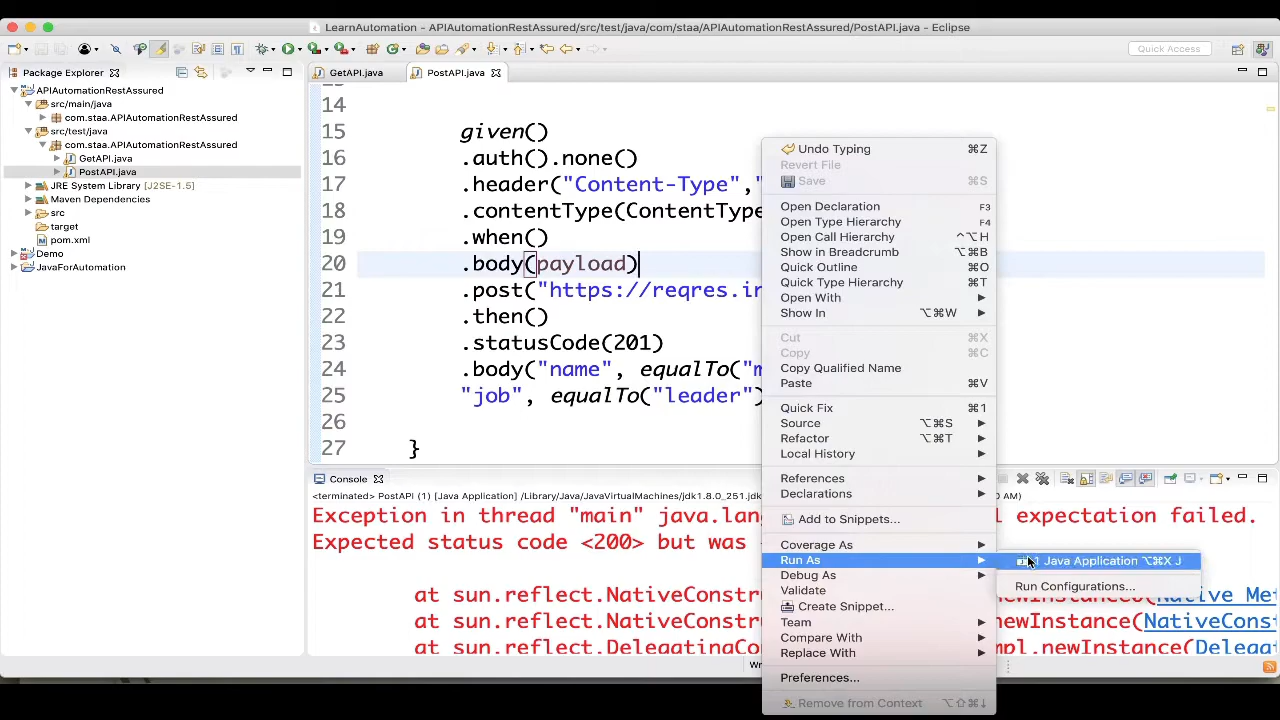 LearnAutomation - APIAutomationRestAssured/src/test/java/com/staa/APIAutomationRestAssured/PostAPI.java - Eclipse
Quick Access
Package Explorer
APIAutomationRestAssured
src/main/java
com.staa.APIAutomationRestAssured
src/test/java
com.staa.APIAutomationRestAssured
GetAPI.java
PostAPI.java
JRE System Library [J2SE-1.5]
Maven Dependencies
src
target
pom.xml
Demo
JavaForAutomation
GetAPI.java
PostAPI.java
14
15 given()
16 .auth().none()
17 .header("Content-Type","
18 .contentType(ContentType
19 .when()
20 .body(payload)
21 .post("https://reqres.in
22 .then()
23 .statusCode(201)
24 .body("name", equalTo("m
25 "job", equalTo("leader")
26
27 }
Undo Typing ⌘Z
Revert File
Save ⌘S
Open Declaration F3
Open Type Hierarchy F4
Open Call Hierarchy ^⌥H
Show in Breadcrumb ⌥⌘B
Quick Outline ⌘O
Quick Type Hierarchy ⌘T
Open With
Show In ⌥⌘W
Cut ⌘X
Copy ⌘C
Copy Qualified Name
Paste ⌘V
Quick Fix ⌘1
Source ⌥⌘S
Refactor ⌥⌘T
Local History
References
Declarations
Add to Snippets...
Coverage As
Run As
Debug As
Validate
Create Snippet...
Team
Compare With
Replace With
Preferences...
Remove from Context ⌥⇧⌘↓
Java Application ⌥⌘X J
Run Configurations...
Console
<terminated> PostAPI (1) [Java Application] /Library/Java/JavaVirtualMachines/jdk1.8.0_251.jdk
AM)
Exception in thread "main" java.lan
l expectation failed.
Expected status code <200> but was
at sun.reflect.NativeConstru
(Native Me
at sun.reflect.NativeConstru
newInstance(NativeCons
at sun.reflect.DelegatingCo
mpl.newInstance(Delega